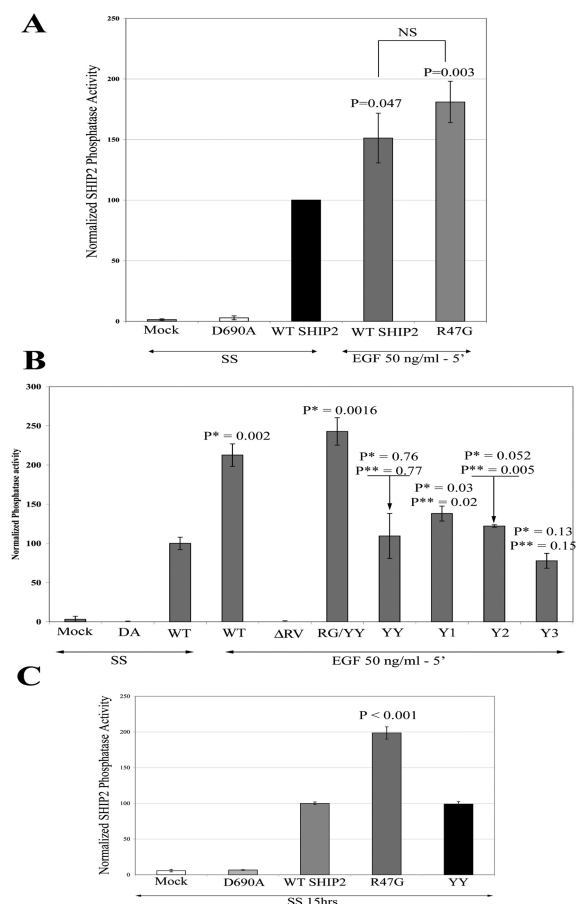 A
Normalized SHIP2 Phosphatase Activity
250
200
150
100
50
0
NS
P=0.047
P=0.003
Mock D690A WT SHIP2 WT SHIP2 R47G
SS EGF 50 ng/ml - 5’
B
Normalized Phosphatase activity
300
250
200
150
100
50
0
P* = 0.002
P* = 0.0016
P* = 0.76
P** = 0.77
P* = 0.03
P** = 0.02
P* = 0.052
P** = 0.005
P* = 0.13
P** = 0.15
Mock DA WT WT ΔRV RG/YY YY Y1 Y2 Y3
SS EGF 50 ng/ml - 5’
C
Normalized SHIP2 Phosphatase Activity
250
200
150
100
50
0
P < 0.001
Mock D690A WT SHIP2 R47G YY
SS 15hrs